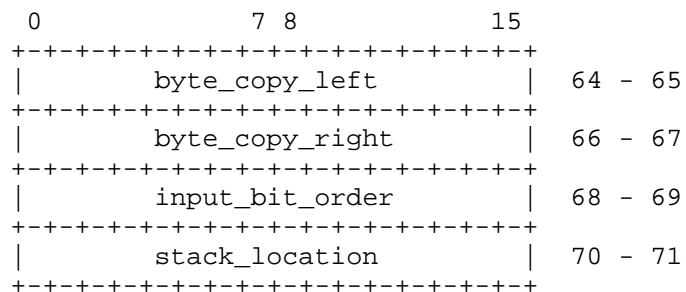 0                7 8             15
+-+-+-+-+-+-+-+-+-+-+-+-+-+-+-+
|        byte_copy_left         |  64 - 65
+-+-+-+-+-+-+-+-+-+-+-+-+-+-+-+
|        byte_copy_right        |  66 - 67
+-+-+-+-+-+-+-+-+-+-+-+-+-+-+-+
|        input_bit_order        |  68 - 69
+-+-+-+-+-+-+-+-+-+-+-+-+-+-+-+
|        stack_location         |  70 - 71
+-+-+-+-+-+-+-+-+-+-+-+-+-+-+-+